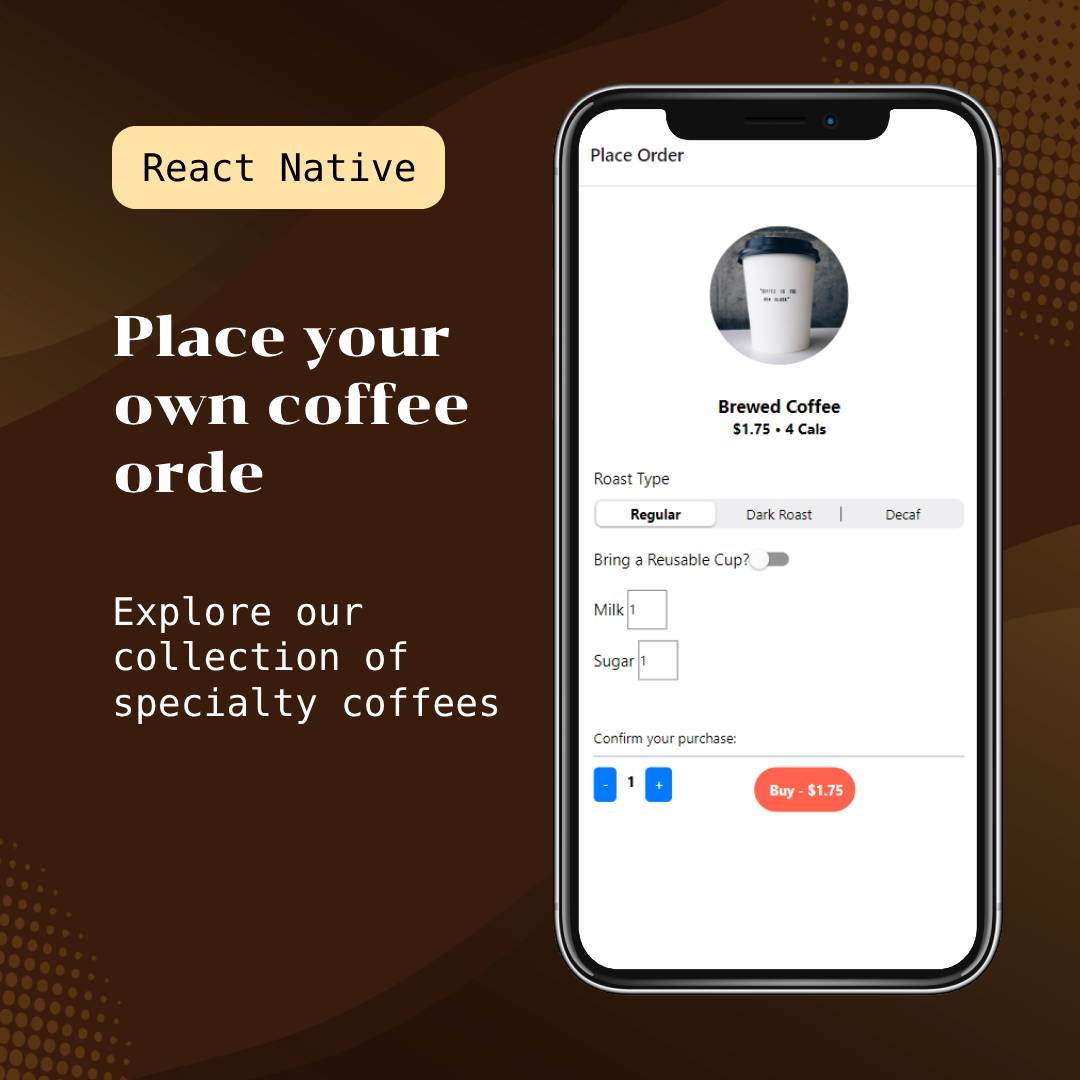 React Native
Place your
own coffee
orde
Explore our
collection of
specialty coffees
Place Order
Brewed Coffee
$1.75 • 4 Cals
Roast Type
Regular Dark Roast | Decaf
Bring a Reusable Cup?
Milk 1
Sugar 1
Confirm your purchase:
- 1 + Buy - $1.75